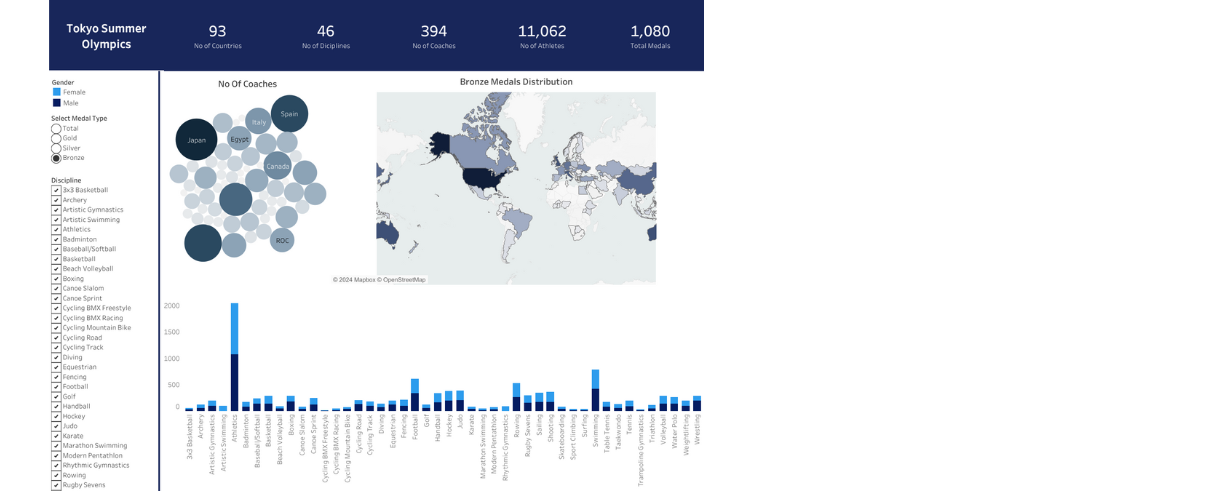 Tokyo Summer
Olympics
93
No of Countries
46
No of Diciplines
394
No of Coaches
11,062
No of Athletes
1,080
Total Medals
Gender
Female
Male
Select Medal Type
Total
Gold
Silver
Bronze
Discipline
3x3 Basketball
Archery
Artistic Gymnastics
Artistic Swimming
Athletics
Badminton
Baseball/Softball
Basketball
Beach Volleyball
Boxing
Canoe Slalom
Canoe Sprint
Cycling BMX Freestyle
Cycling BMX Racing
Cycling Mountain Bike
Cycling Road
Cycling Track
Diving
Equestrian
Fencing
Football
Golf
Handball
Hockey
Judo
Karate
Marathon Swimming
Modern Pentathlon
Rhythmic Gymnastics
Rowing
Rugby Sevens
No Of Coaches
Spain
Italy
Japan
Egypt
Canada
ROC
Bronze Medals Distribution
© 2024 Mapbox © OpenStreetMap
2000
1500
1000
500
0
3x3 Basketball
Archery
Artistic Gymnastics
Artistic Swimming
Athletics
Badminton
Baseball/Softball
Basketball
Beach Volleyball
Boxing
Canoe Slalom
Canoe Sprint
Cycling BMX Freestyle
Cycling BMX Racing
Cycling Mountain Bike
Cycling Road
Cycling Track
Diving
Equestrian
Fencing
Football
Golf
Handball
Hockey
Judo
Karate
Marathon Swimming
Modern Pentathlon
Rhythmic Gymnastics
Rowing
Rugby Sevens
Sailing
Shooting
Skateboarding
Sport Climbing
Surfing
Swimming
Table Tennis
Taekwondo
Tennis
Trampoline Gymnastics
Triathlon
Volleyball
Water Polo
Weightlifting
Wrestling